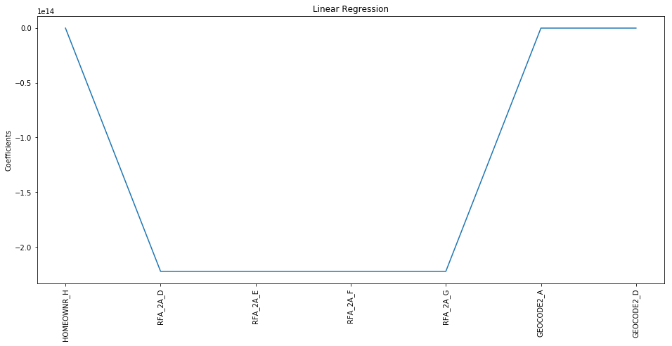 Linear Regression
1e14
0.0
−0.5
−1.0
−1.5
−2.0
Coefficients
HOMEOWNR_H
RFA_2A_D
RFA_2A_E
RFA_2A_F
RFA_2A_G
GEOCODE2_A
GEOCODE2_D